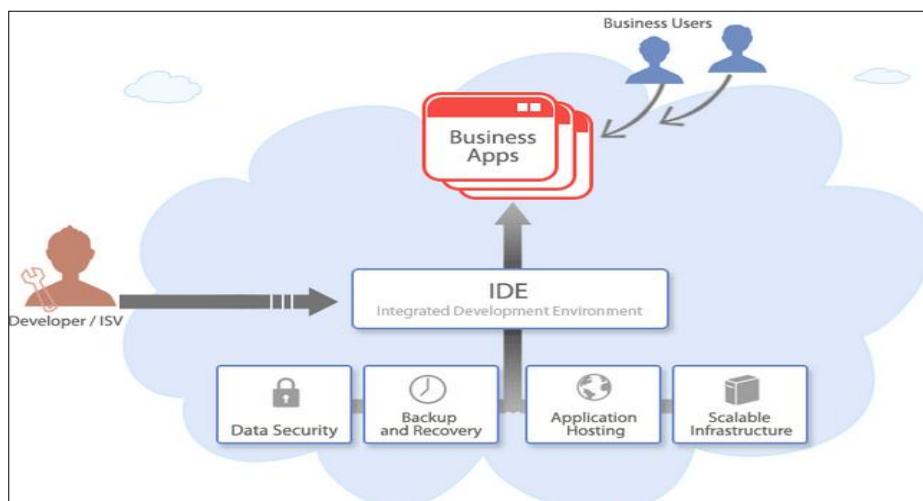 Business Users
Business
Apps
IDE
Integrated Development Environment
Developer / ISV
Data Security
Backup
and Recovery
Application
Hosting
Scalable
Infrastructure